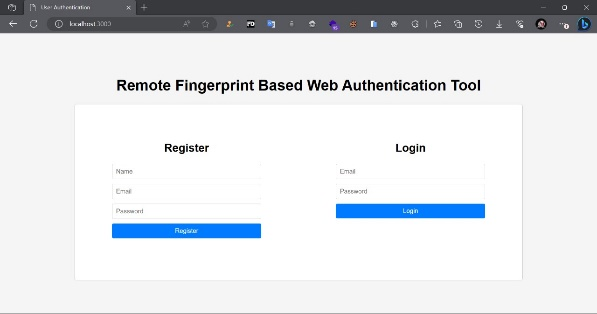 User Authentication
localhost:3000
Remote Fingerprint Based Web Authentication Tool
Register
Name
Email
Password
Register
Login
Email
Password
Login